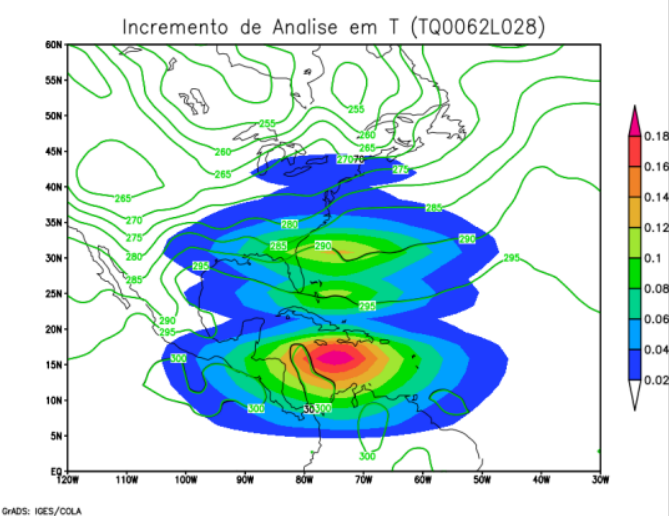 Incremento de Analise em T (TQ0062L028)
60N
55N
50N
45N
40N
35N
30N
25N
20N
15N
10N
5N
EQ
120W 110W 100W 90W 80W 70W 60W 50W 40W 30W
255
255
260
260
265
265
270
70
275
265
270
275
280
285
280
285
290
285
290
295
295
295
290
295
300
300
300
300
0.18
0.16
0.14
0.12
0.1
0.08
0.06
0.04
0.02
GrADS: IGES/COLA